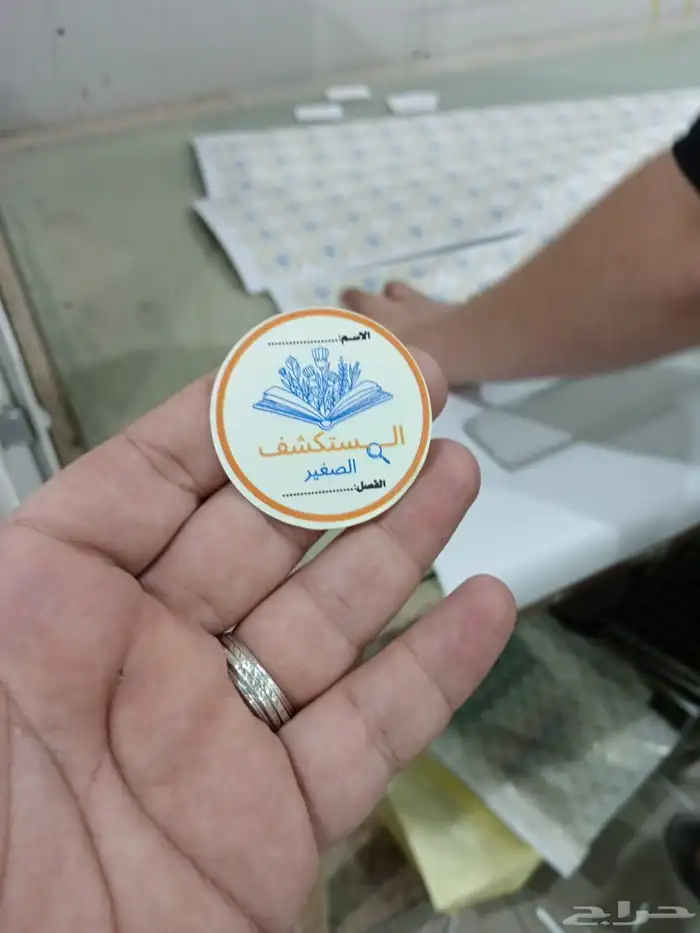 الاسم:....................
المستكشف
الصغير
الفصل:....................
حراج